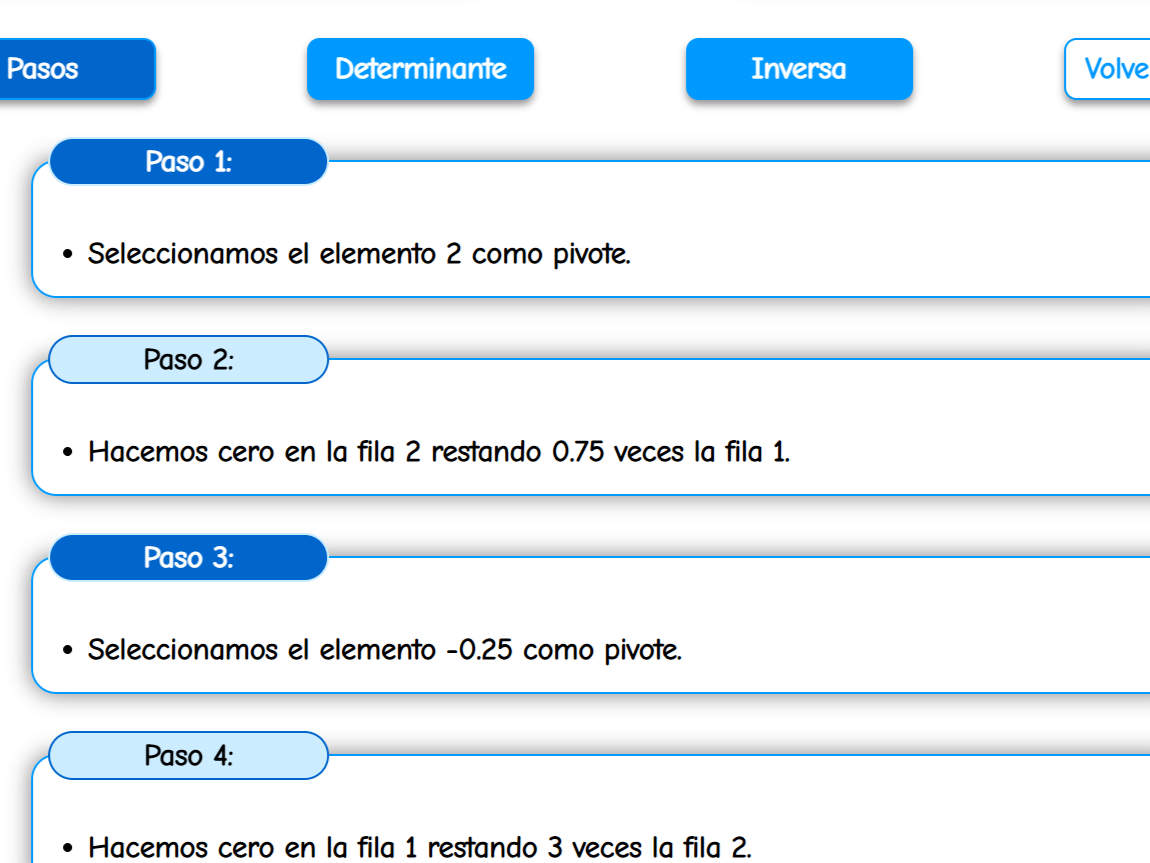 Pasos
Determinante
Inversa
Paso 1:
Seleccionamos el elemento 2 como pivote.
Paso 2:
Hacemos cero en la fila 2 restando 0.75 veces la fila 1.
Paso 3:
Seleccionamos el elemento -0.25 como pivote.
Paso 4:
Hacemos cero en la fila 1 restando 3 veces la fila 2.